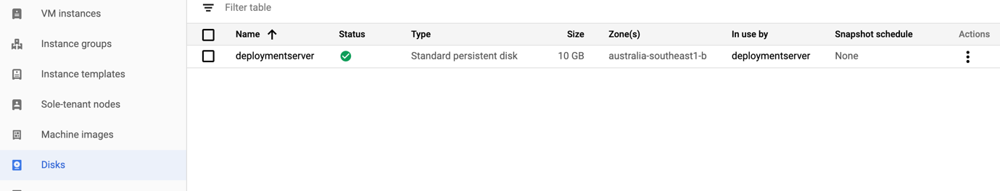 VM instances
Instance groups
Instance templates
Sole-tenant nodes
Machine images
Disks
Filter table
Name Status Type Size Zone(s) In use by Snapshot schedule Actions
deploymentserver Standard persistent disk 10 GB australia-southeast1-b deploymentserver None